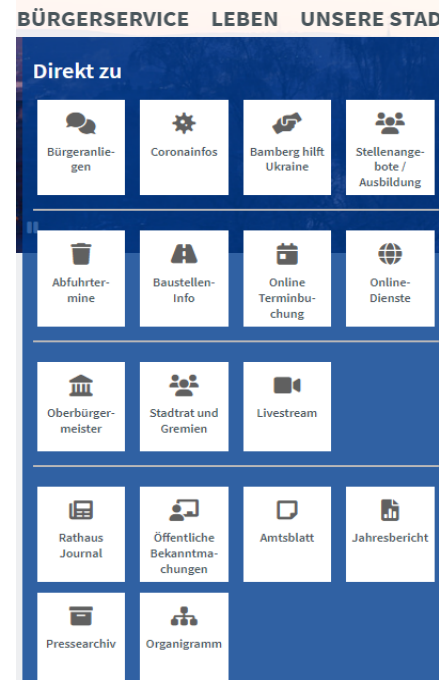 BÜRGERSERVICE LEBEN UNSERE STAD
Direkt zu
Bürgeranlie-
gen
Coronainfos
Bamberg hilft
Ukraine
Stellenange-
bote /
Ausbildung
Abfuhrter-
mine
Baustellen-
Info
Online
Terminbu-
chung
Online-
Dienste
Oberbürger-
meister
Stadtrat und
Gremien
Livestream
Rathaus
Journal
Öffentliche
Bekanntma-
chungen
Amtsblatt
Jahresbericht
Pressearchiv
Organigramm